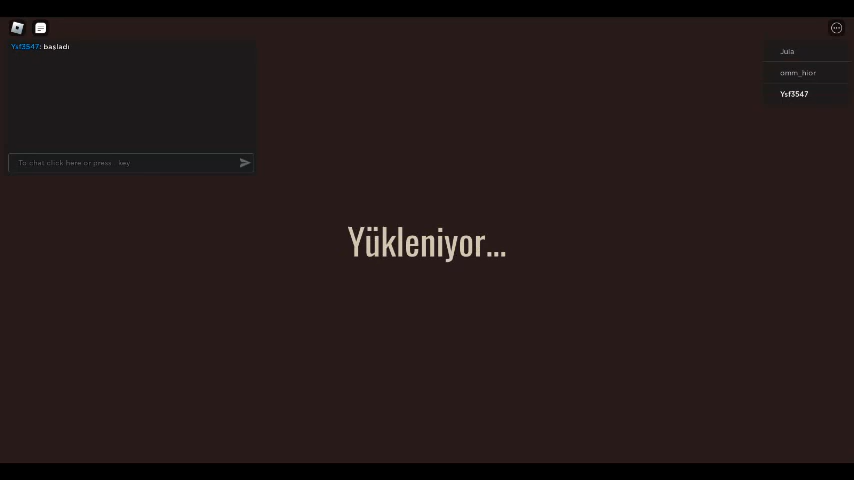 Ysf3547: başladı
Jula
omm_hior
Ysf3547
To chat click here or press key
Yükleniyor...